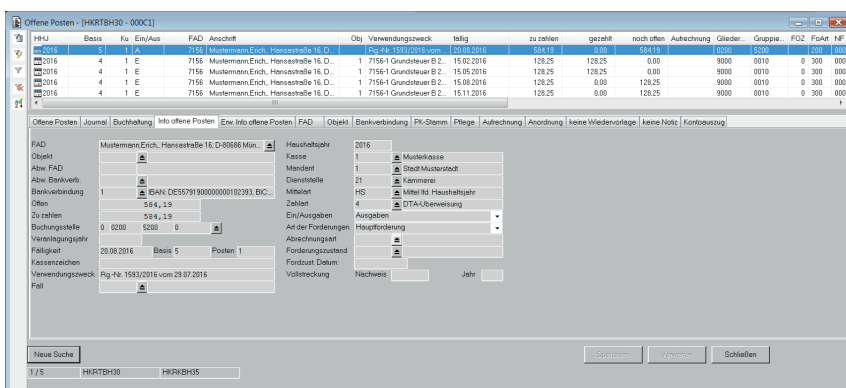 Offene Posten - [HKRTBH30 - 000C1]
HHJ Basis Ku Ein/Aus FAD Anschrift Obj Verwendungszweck fällig zu zahlen gezahlt noch offen Aufrechnung Glieder... Gruppie... FOZ FoArt NF
2016 5 1 A 7156 Mustermann,Erich,, Hansastraße 16, D... Rg.-Nr. 1593/2016 vom ... 20.08.2016 584,19 0,00 584,19 0200 5200 200 000
2016 4 1 E 7156 Mustermann,Erich,, Hansastraße 16, D... 1 7156-1 Grundsteuer B 2... 15.02.2016 128,25 128,25 0,00 9000 0010 0 300 000
2016 4 1 E 7156 Mustermann,Erich,, Hansastraße 16, D... 1 7156-1 Grundsteuer B 2... 15.05.2016 128,25 128,25 0,00 9000 0010 0 300 000
2016 4 1 E 7156 Mustermann,Erich,, Hansastraße 16, D... 1 7156-1 Grundsteuer B 2... 15.08.2016 128,25 0,00 128,25 9000 0010 0 300 000
2016 4 1 E 7156 Mustermann,Erich,, Hansastraße 16, D... 1 7156-1 Grundsteuer B 2... 15.11.2016 128,25 0,00 128,25 9000 0010 0 300 000
Offene Posten Journal Buchhaltung Info offene Posten Erw. Info offene Posten FAD Objekt Bankverbindung PK-Stamm Pflege Aufrechnung Anordnung keine Wiedervorlage keine Notiz Kontoauszug
FAD Mustermann,Erich,, Hansastraße 16, D-80686 Mün... Haushaltsjahr 2016
Objekt Kasse 1 Musterkasse
Abw. FAD Mandant 1 Stadt Musterstadt
Abw. Bankverb. Dienststelle 21 Kämmerei
Bankverbindung 1 IBAN: DE55791900000000102393, BIC:... Mittelart HS Mittel lfd. Haushaltsjahr
Offen 584,19 Zahlart 4 DTA-Überweisung
Zu zahlen 584,19 Ein/Ausgaben Ausgaben
Buchungsstelle 0 0200 5200 0 Art der Forderungen Hauptforderung
Veranlagungsjahr Abrechnungsart
Fälligkeit 20.08.2016 Basis 5 Posten 1 Forderungszustand
Kassenzeichen Fordzust. Datum:
Verwendungszweck Rg.-Nr. 1593/2016 vom 29.07.2016 Vollstreckung Nachweis Jahr
Fall
Neue Suche Speichern Verwerfen Schließen
1 / 5 HKRTBH30 HKRKBH35